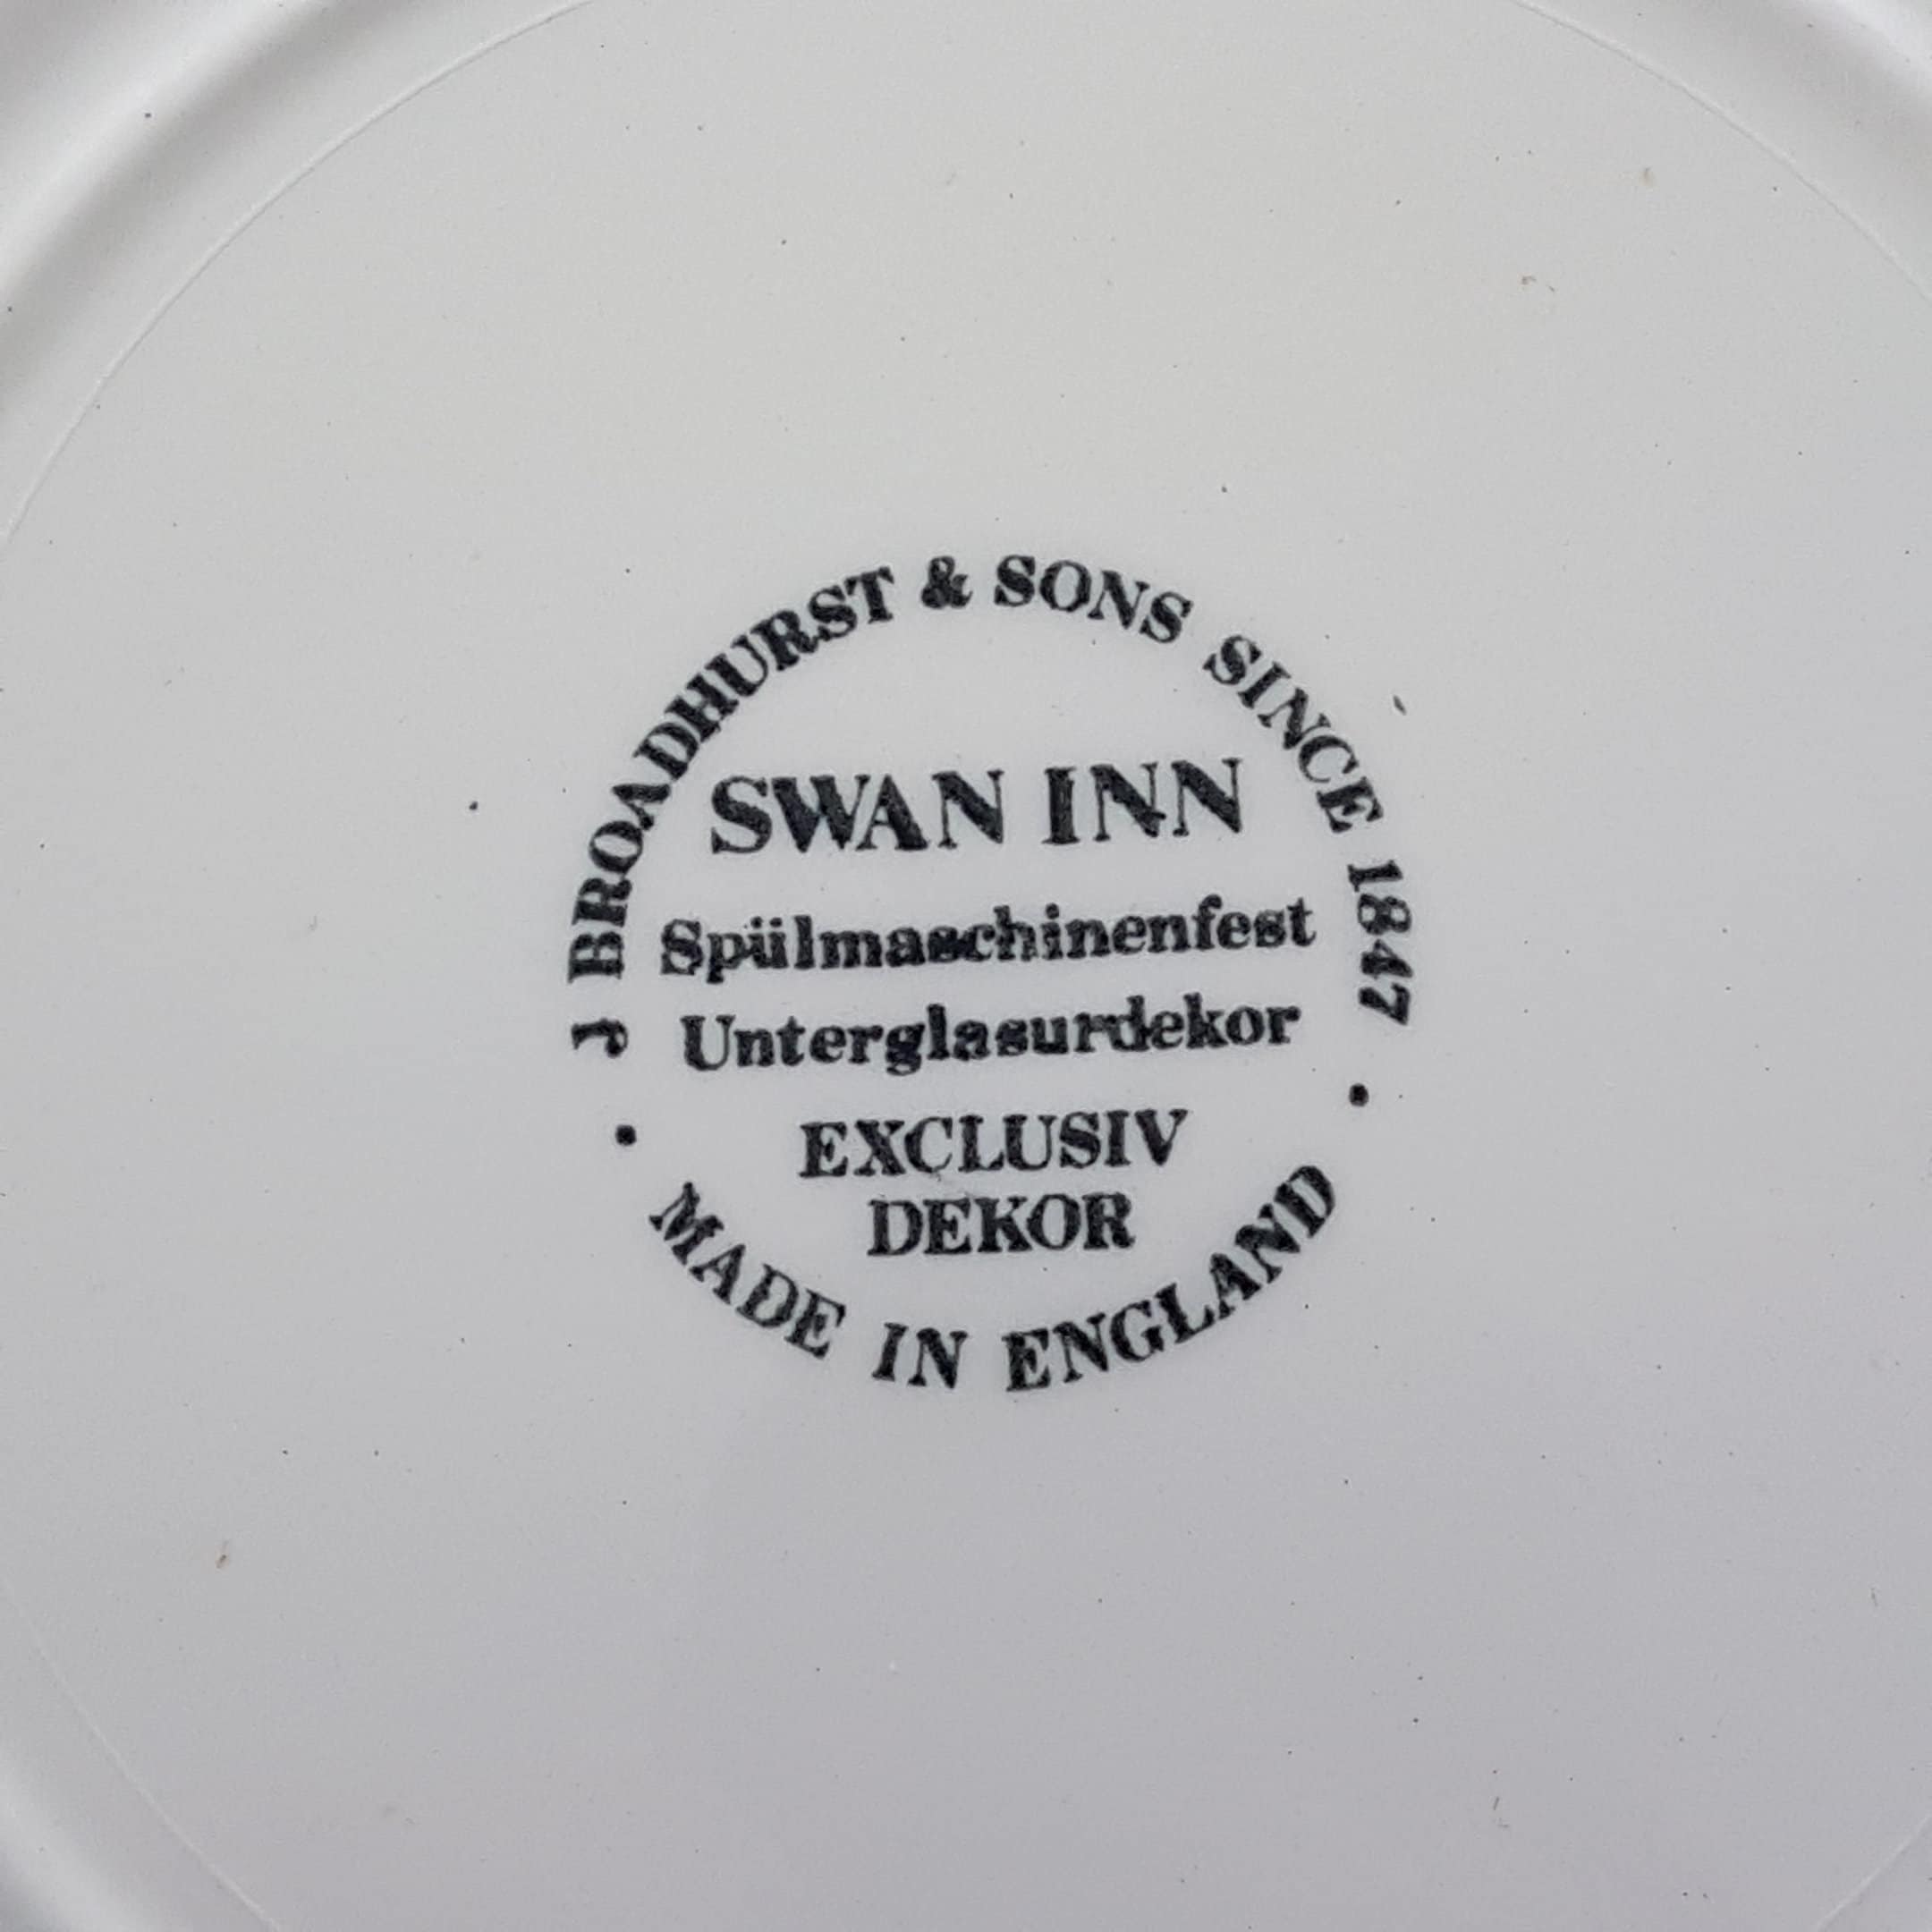 J BROADHURST & SONS SINCE 1847
SWAN INN
Spülmaschinenfest
Unterglasurdekor
EXCLUSIV
DEKOR
• MADE IN ENGLAND •